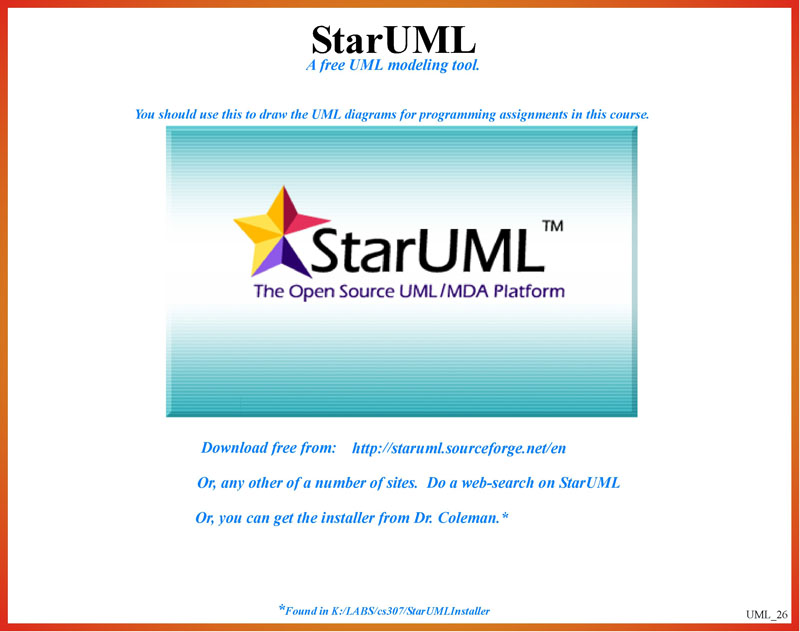 StarUML
A free UML modeling tool.
You should use this to draw the UML diagrams for programming assignments in this course.
StarUML™
The Open Source UML/MDA Platform
Download free from: http://staruml.sourceforge.net/en
Or, any other of a number of sites. Do a web-search on StarUML
Or, you can get the installer from Dr. Coleman.*
*Found in K:/LABS/cs307/StarUMLInstaller
UML_26